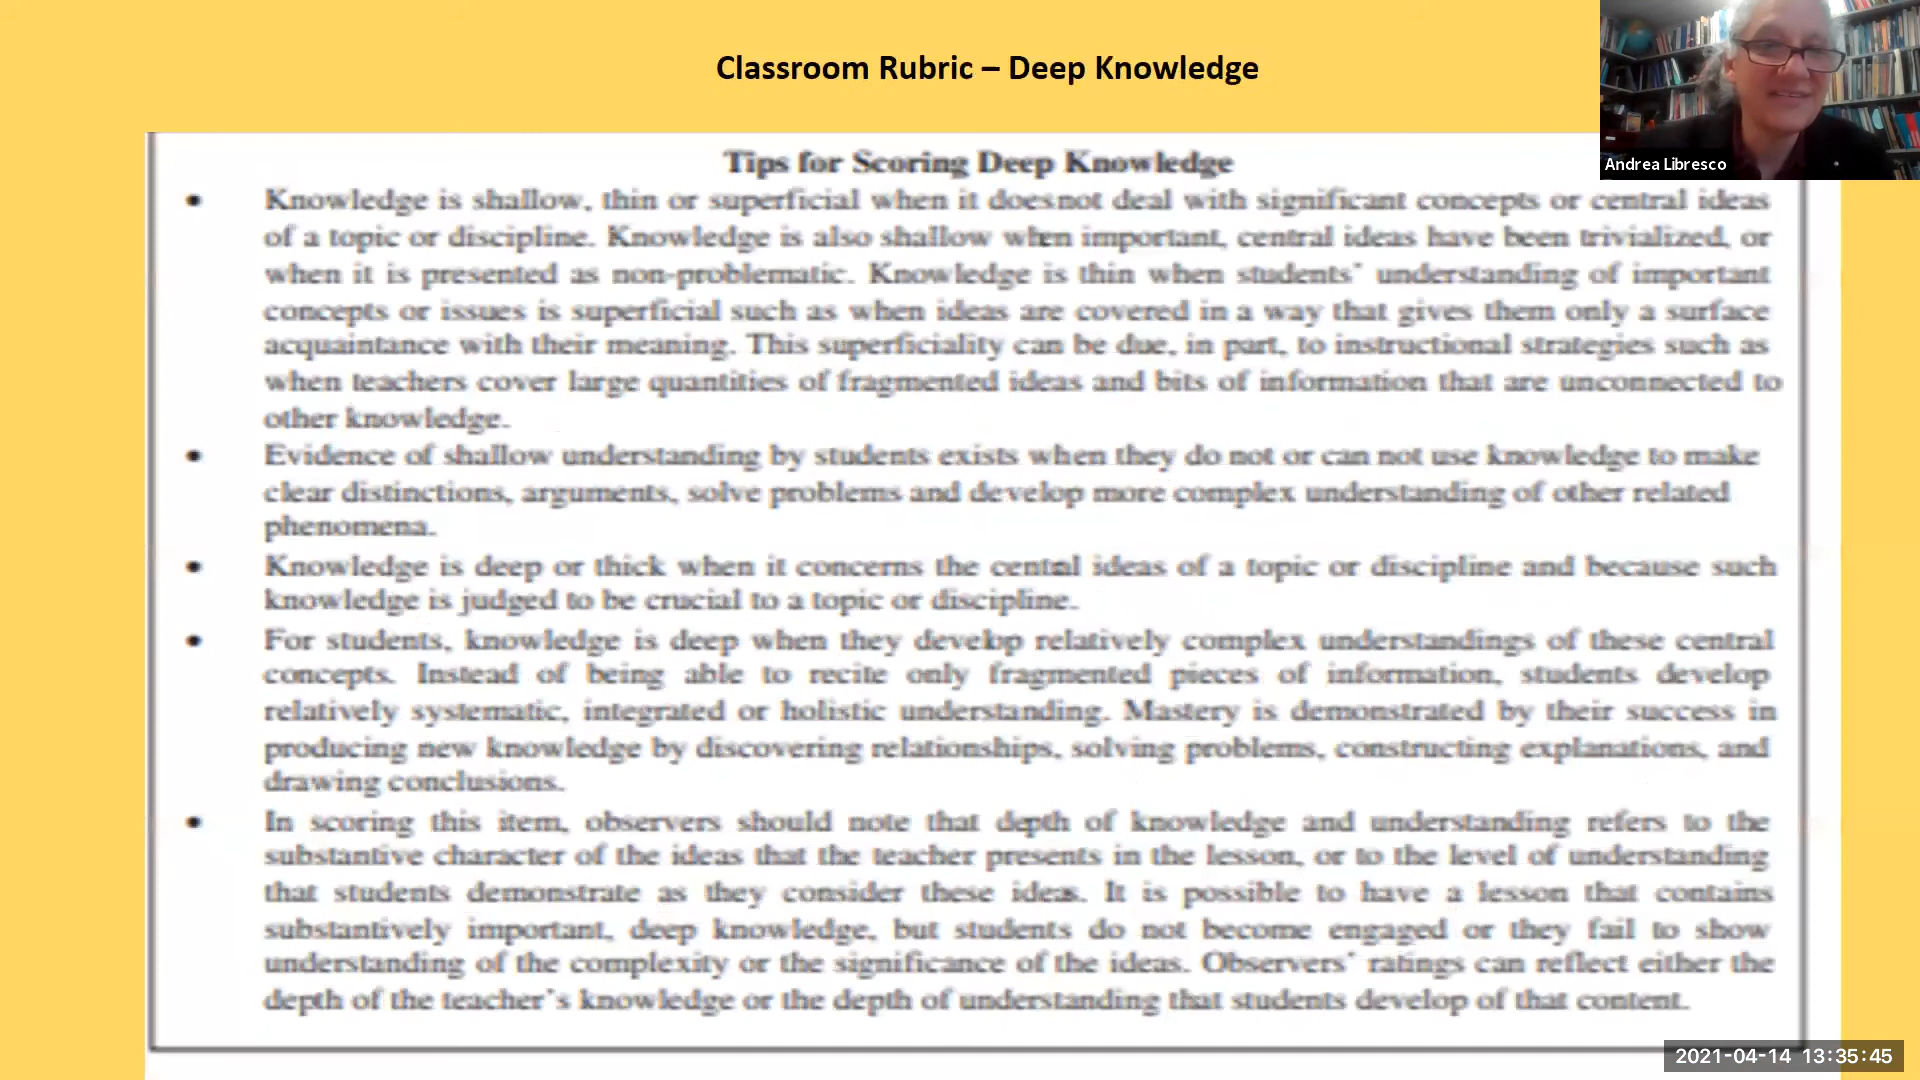 Classroom Rubric – Deep Knowledge
Andrea Libresco
Tips for Scoring Deep Knowledge
• Knowledge is shallow, thin or superficial when it does not deal with significant concepts or central ideas
of a topic or discipline. Knowledge is also shallow when important, central ideas have been trivialized, or
when it is presented as non-problematic. Knowledge is thin when students' understanding of important
concepts or issues is superficial such as when ideas are covered in a way that gives them only a surface
acquaintance with their meaning. This superficiality can be due, in part, to instructional strategies such as
when teachers cover large quantities of fragmented ideas and bits of information that are unconnected to
other knowledge.
• Evidence of shallow understanding by students exists when they do not or can not use knowledge to make
clear distinctions, arguments, solve problems and develop more complex understanding of other related
phenomena.
• Knowledge is deep or thick when it concerns the central ideas of a topic or discipline and because such
knowledge is judged to be crucial to a topic or discipline.
• For students, knowledge is deep when they develop relatively complex understandings of these central
concepts. Instead of being able to recite only fragmented pieces of information, students develop
relatively systematic, integrated or holistic understanding. Mastery is demonstrated by their success in
producing new knowledge by discovering relationships, solving problems, constructing explanations, and
drawing conclusions.
• In scoring this item, observers should note that depth of knowledge and understanding refers to the
substantive character of the ideas that the teacher presents in the lesson, or to the level of understanding
that students demonstrate as they consider these ideas. It is possible to have a lesson that contains
substantively important, deep knowledge, but students do not become engaged or they fail to show
understanding of the complexity or the significance of the ideas. Observers' ratings can reflect either the
depth of the teacher's knowledge or the depth of understanding that students develop of that content.
2021-04-14 13:35:45